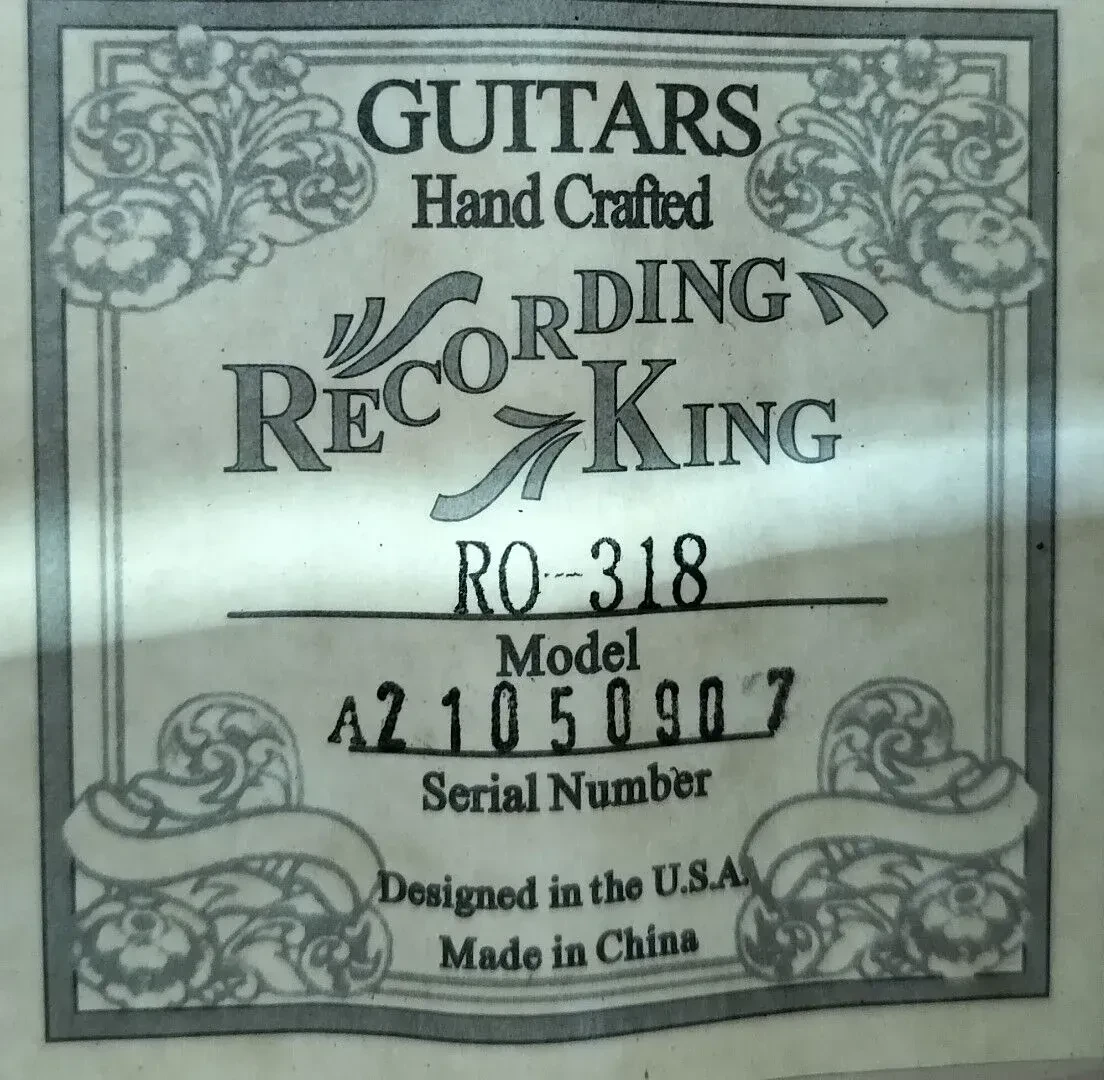 GUITARS
Hand Crafted
RECORDING
KING
RO-318
Model
A21050907
Serial Number
Designed in the U.S.A.
Made in China